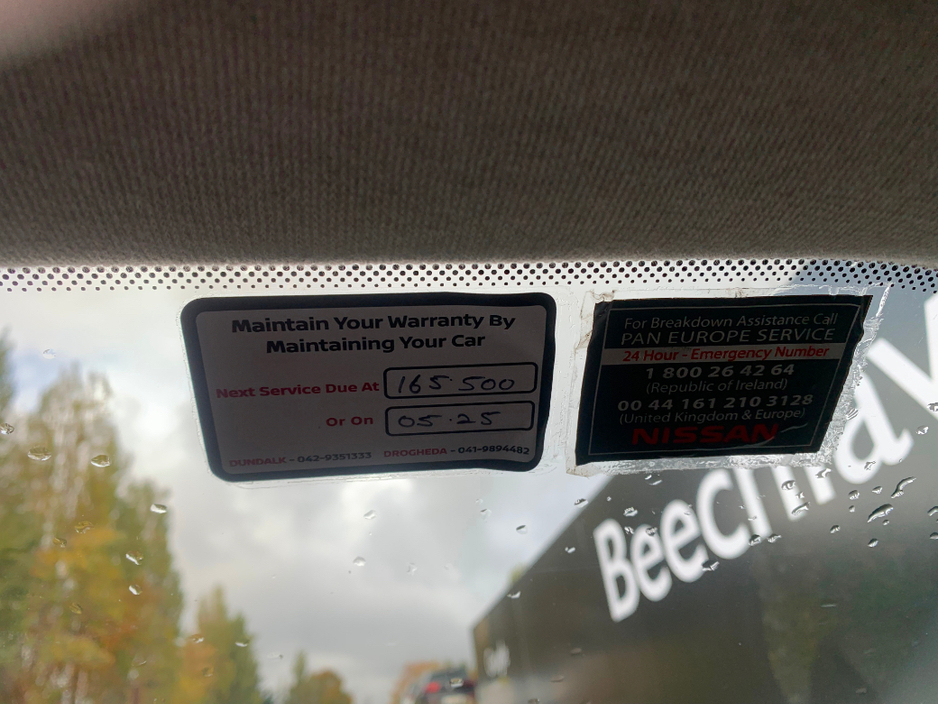 Maintain Your Warranty By
Maintaining Your Car
Next Service Due At 165.500
Or On 05.25
DUNDALK - 042-9351333 DROGHEDA - 041-9894482
For Breakdown Assistance Call
PAN EUROPE SERVICE
24 Hour - Emergency Number
1 800 26 42 64
(Republic of Ireland)
00 44 161 210 3128
(United Kingdom & Europe)
NISSAN